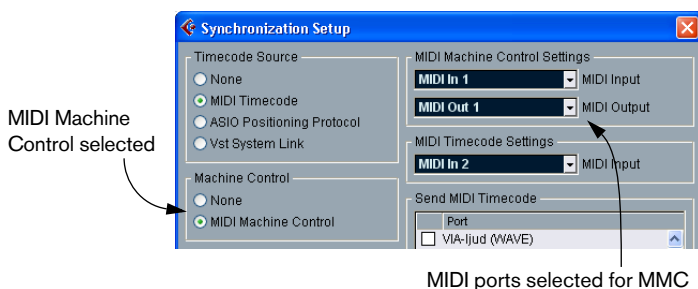 Synchronization Setup
Timecode Source
None
MIDI Timecode
ASIO Positioning Protocol
Vst System Link
Machine Control
None
MIDI Machine Control
MIDI Machine Control Settings
MIDI In 1 MIDI Input
MIDI Out 1 MIDI Output
MIDI Timecode Settings
MIDI In 2 MIDI Input
Send MIDI Timecode
Port
VIA-ljud (WAVE)
MIDI Machine
Control selected
MIDI ports selected for MMC